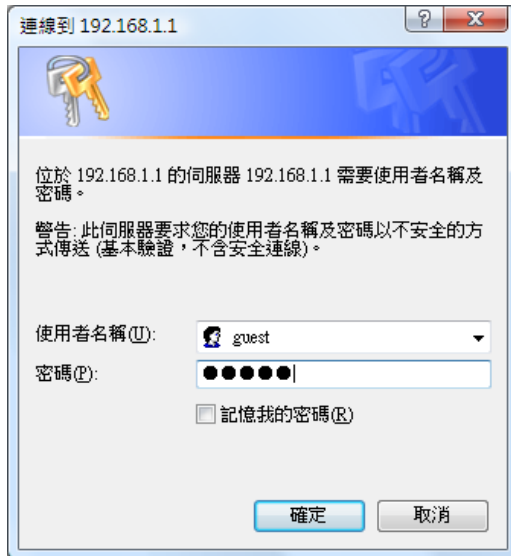 連線到 192.168.1.1
位於 192.168.1.1 的伺服器 192.168.1.1 需要使用者名稱及
密碼。
警告: 此伺服器要求您的使用者名稱及密碼以不安全的方
式傳送 (基本驗證，不含安全連線)。
使用者名稱(U): guest
密碼(P): ●●●●●
記憶我的密碼(R)
確定 取消